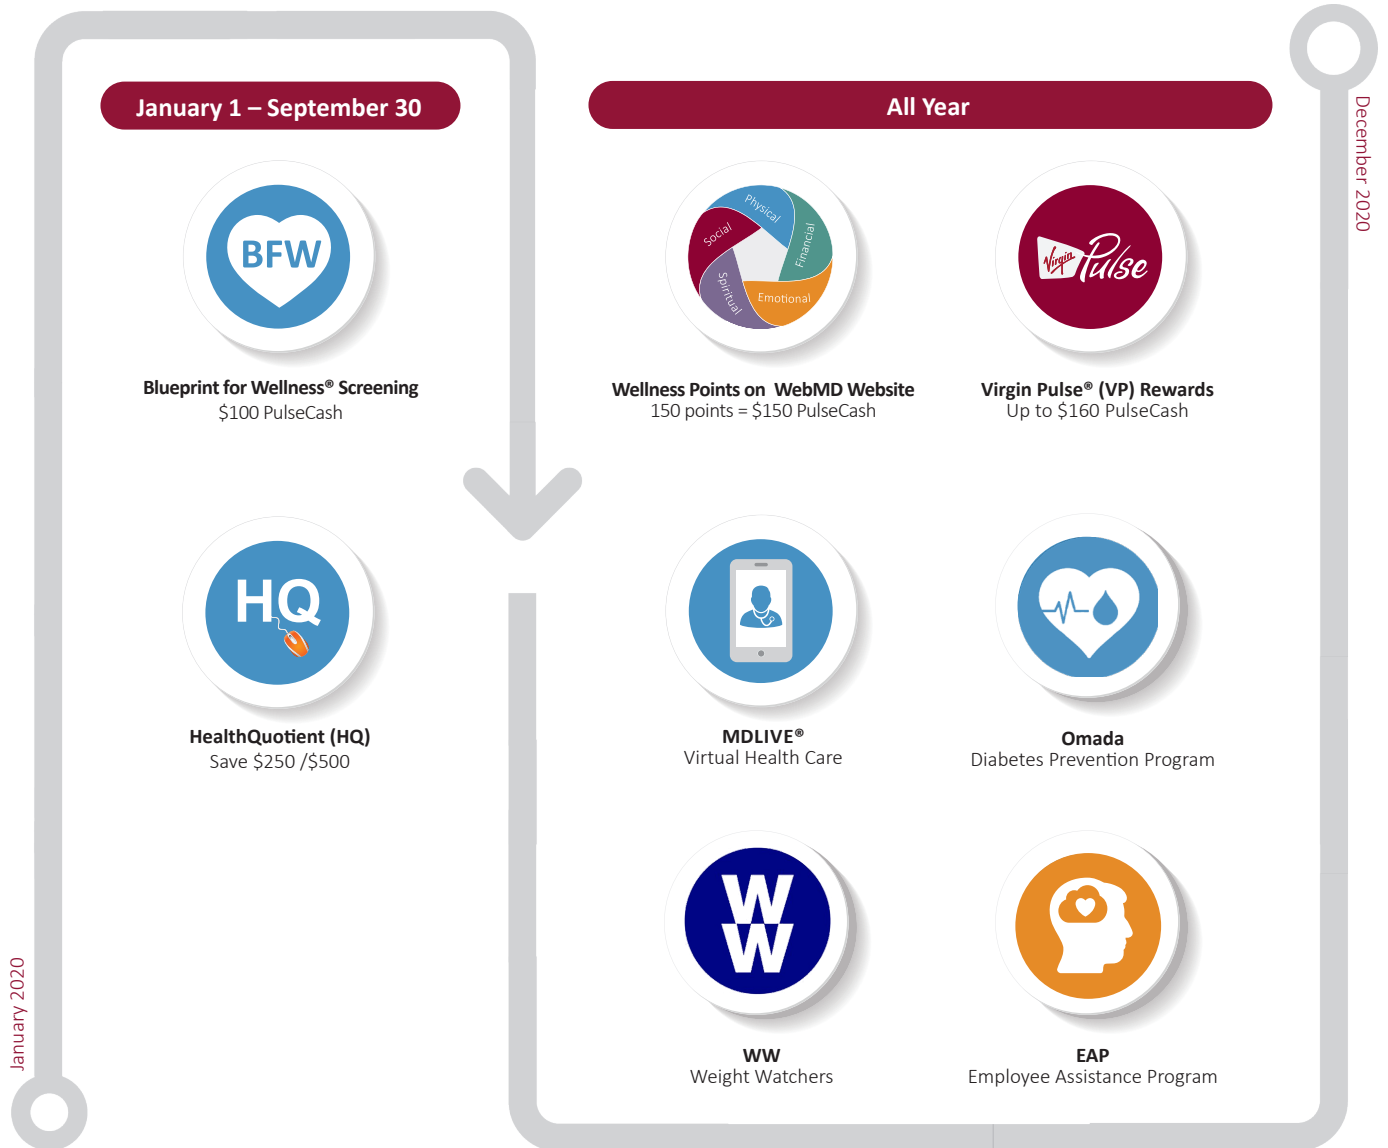 January 1 – September 30
BFW
Blueprint for Wellness® Screening
$100 PulseCash
HQ
HealthQuotient (HQ)
Save $250 /$500
January 2020
All Year
Physical
Financial
Emotional
Spiritual
Social
Wellness Points on WebMD Website
150 points = $150 PulseCash
Virgin Pulse
Virgin Pulse® (VP) Rewards
Up to $160 PulseCash
MDLIVE®
Virtual Health Care
Omada
Diabetes Prevention Program
W
W
WW
Weight Watchers
EAP
Employee Assistance Program
December 2020